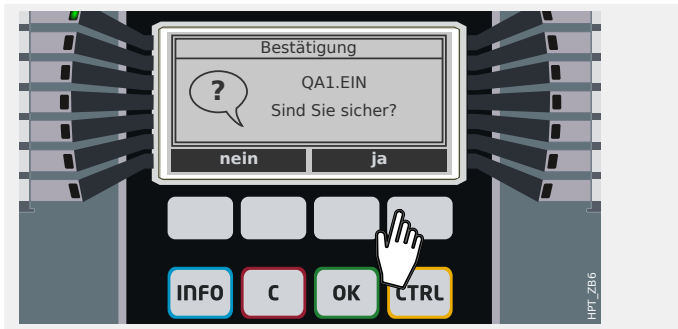 Bestätigung
?
QA1.EIN
Sind Sie sicher?
nein ja
INFO C OK CTRL
HPT_ZB6